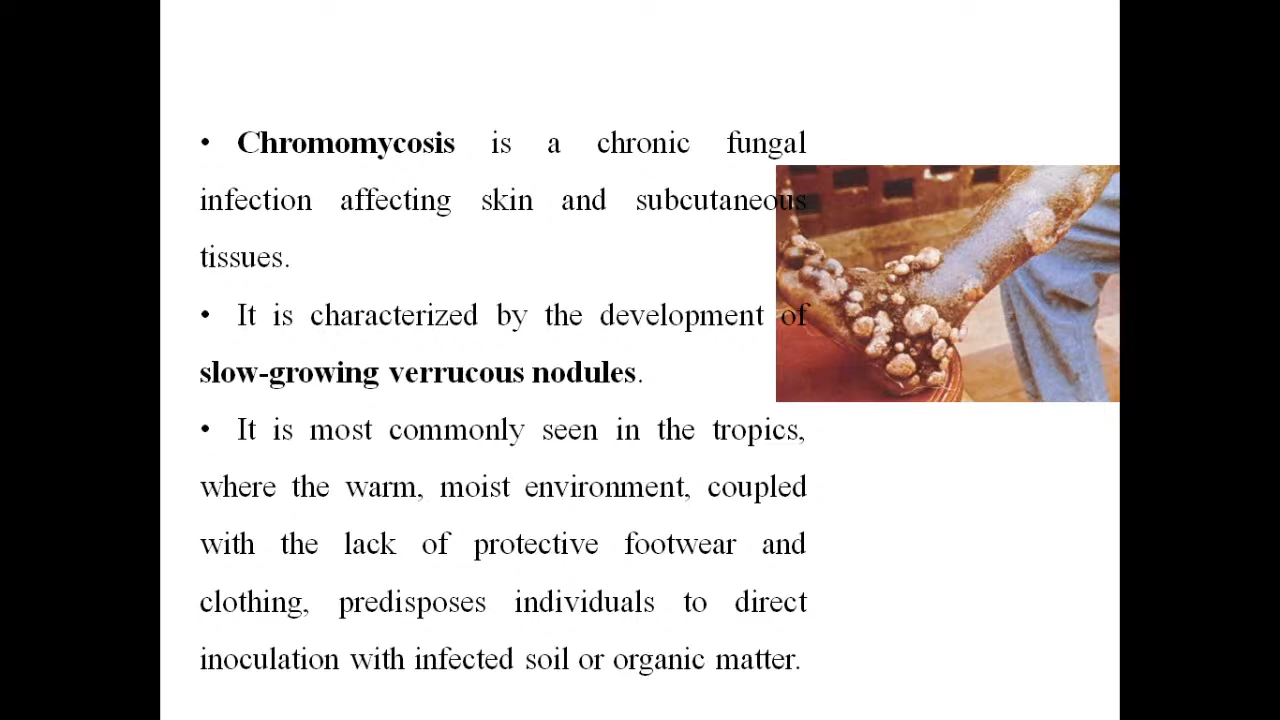 • Chromomycosis is a chronic fungal
infection affecting skin and subcutaneous
tissues.
• It is characterized by the development of
slow-growing verrucous nodules.
• It is most commonly seen in the tropics,
where the warm, moist environment, coupled
with the lack of protective footwear and
clothing, predisposes individuals to direct
inoculation with infected soil or organic matter.